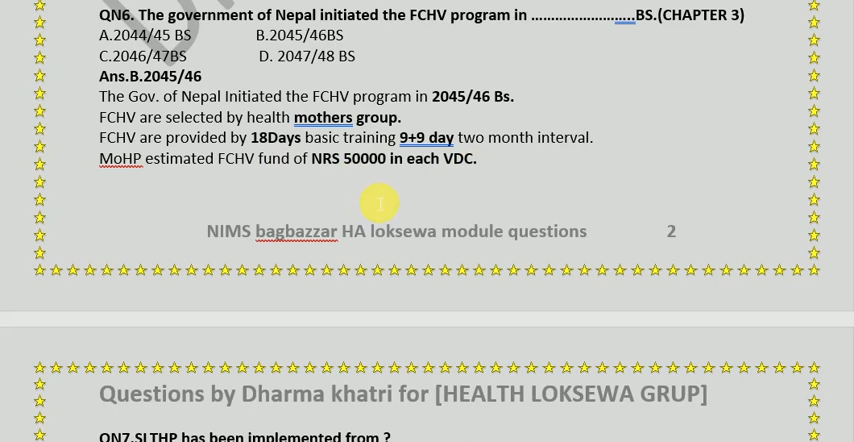 QN6. The government of Nepal initiated the FCHV program in ..........................BS.(CHAPTER 3)
A.2044/45 BS B.2045/46BS
C.2046/47BS D. 2047/48 BS
Ans.B.2045/46
The Gov. of Nepal Initiated the FCHV program in 2045/46 Bs.
FCHV are selected by health mothers group.
FCHV are provided by 18Days basic training 9+9 day two month interval.
MoHP estimated FCHV fund of NRS 50000 in each VDC.
NIMS bagbazzar HA loksewa module questions 2
Questions by Dharma khatri for [HEALTH LOKSEWA GRUP]
QN7.SLTHP has been implemented from ?